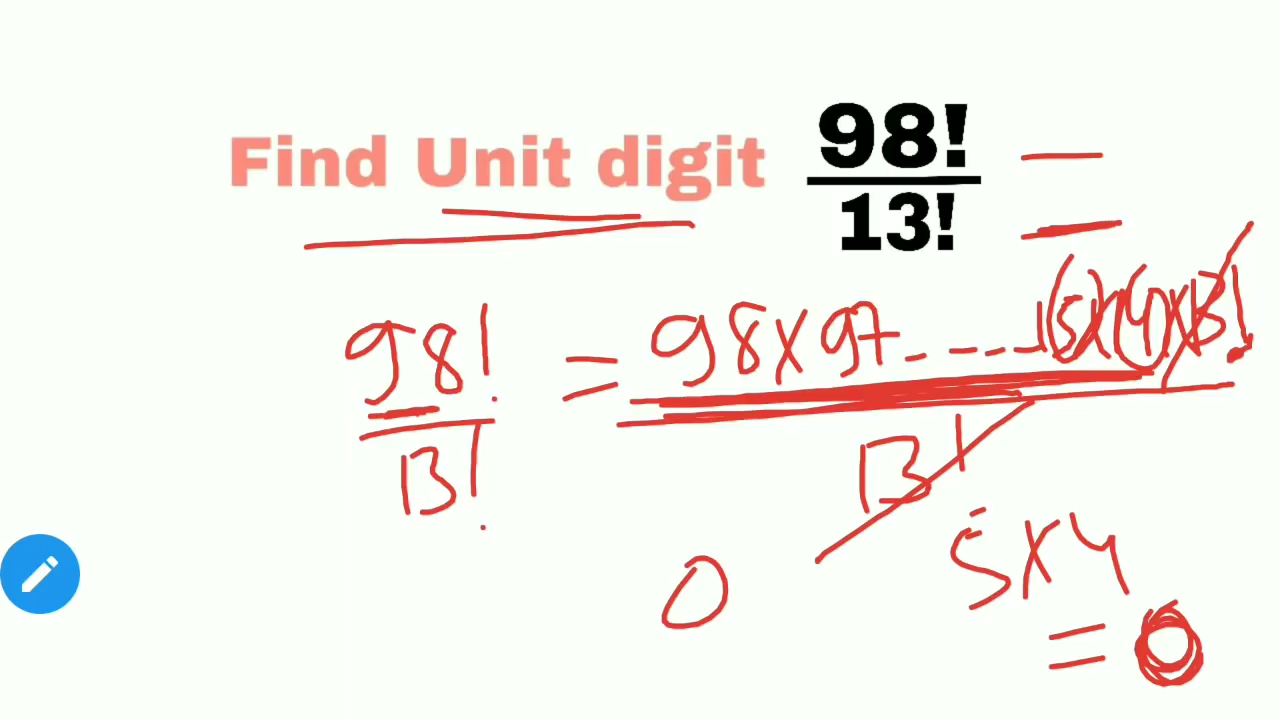 Find Unit digit 98!/13! =
98!/13! = 98 x 97 ----- 15 x 14 x 13!/13!
5 x 4
0
= 0